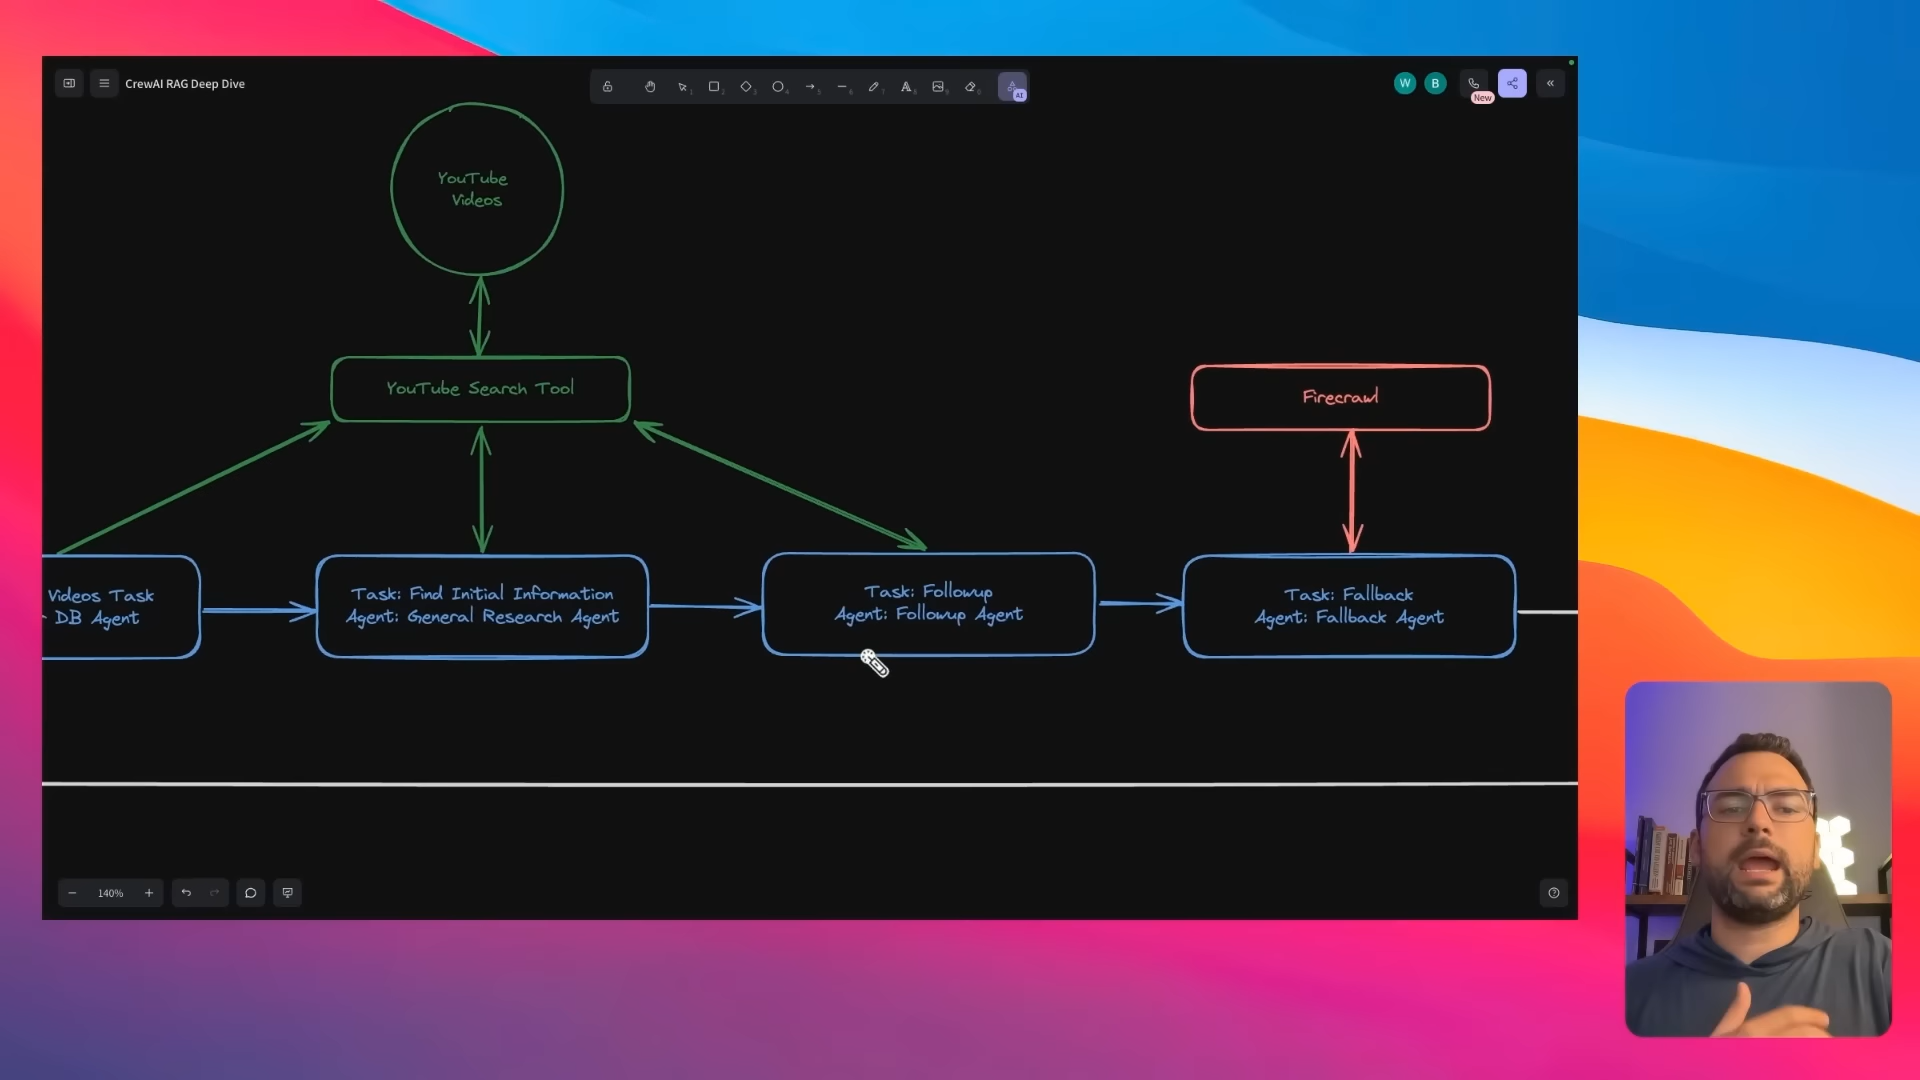 CrewAI RAG Deep Dive
W
B
New
AI
YouTube
Videos
YouTube Search Tool
Firecrawl
Videos Task
DB Agent
Task: Find Initial Information
Agent: General Research Agent
Task: Followup
Agent: Followup Agent
Task: Fallback
Agent: Fallback Agent
140%